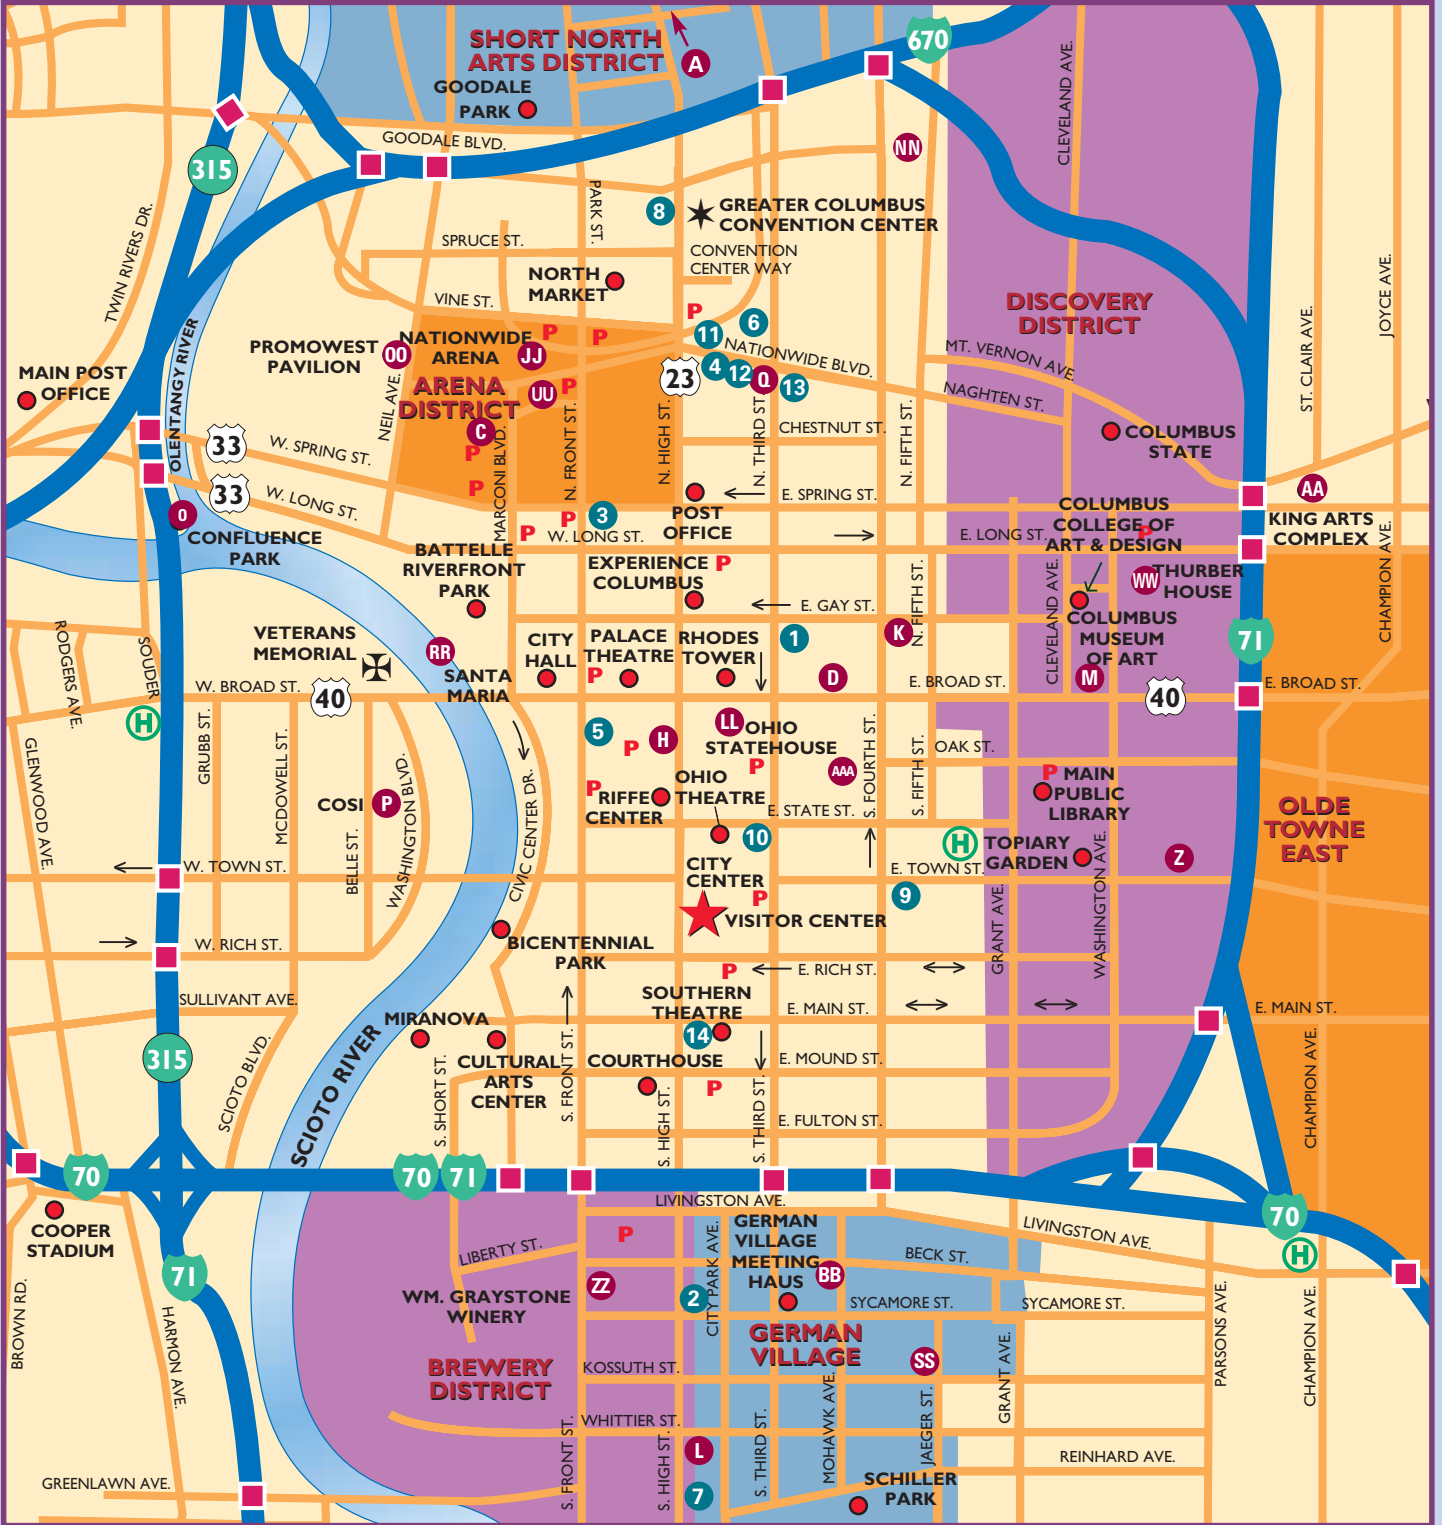 SHORT NORTH
ARTS DISTRICT
A
670
GOODALE
PARK
GOODALE BLVD.
CLEVELAND AVE.
315
NN
TWIN RIVERS DR.
PARK ST.
8
GREATER COLUMBUS
CONVENTION CENTER
SPRUCE ST.
CONVENTION
CENTER WAY
NORTH
MARKET
VINE ST.
P
DISCOVERY
DISTRICT
JOYCE AVE.
ST. CLAIR AVE.
OLENTANGY RIVER
PROMOWEST
PAVILION
OO
NATIONWIDE
ARENA
JJ
P
P
11
6
NATIONWIDE BLVD.
MT. VERNON AVE.
MAIN POST
OFFICE
ARENA
DISTRICT
UU
P
23
4
12
Q
13
NAGHTEN ST.
NEIL AVE.
C
P
P
MARCONI BLVD.
N. FRONT ST.
N. HIGH ST.
N. THIRD ST.
CHESTNUT ST.
N. FIFTH ST.
COLUMBUS
STATE
33
W. SPRING ST.
33
W. LONG ST.
E. SPRING ST.
AA
O
CONFLUENCE
PARK
P
P
3
W. LONG ST.
POST
OFFICE
E. LONG ST.
COLUMBUS
COLLEGE OF
ART & DESIGN
P
KING ARTS
COMPLEX
CHAMPION AVE.
BATTELLE
RIVERFRONT
PARK
EXPERIENCE
COLUMBUS
P
N. FIFTH ST.
CLEVELAND AVE.
WW
THURBER
HOUSE
E. GAY ST.
COLUMBUS
MUSEUM
OF ART
RODGERS AVE.
SOUDER
VETERANS
MEMORIAL
RR
SANTA
MARIA
CITY
HALL
PALACE
THEATRE
P
RHODES
TOWER
1
K
D
M
71
W. BROAD ST.
40
E. BROAD ST.
40
E. BROAD ST.
H
GLENWOOD AVE.
GRUBB ST.
MCDOWELL ST.
BELLE ST.
WASHINGTON BLVD.
CIVIC CENTER DR.
5
P
H
LL
OHIO
STATEHOUSE
P
AAA
S. FOURTH ST.
S. FIFTH ST.
OAK ST.
COSI
P
P
RIFFE
CENTER
OHIO
THEATRE
E. STATE ST.
10
P
MAIN
PUBLIC
LIBRARY
OLDE
TOWNE
EAST
H
TOPIARY
GARDEN
WASHINGTON AVE.
Z
W. TOWN ST.
CITY
CENTER
E. TOWN ST.
P
9
VISITOR CENTER
GRANT AVE.
W. RICH ST.
BICENTENNIAL
PARK
P
E. RICH ST.
SULLIVANT AVE.
SOUTHERN
THEATRE
E. MAIN ST.
E. MAIN ST.
MIRANOVA
14
315
SCIOTO BLVD.
SCIOTO RIVER
S. SHORT ST.
CULTURAL
ARTS
CENTER
S. FRONT ST.
COURTHOUSE
E. MOUND ST.
P
S. HIGH ST.
S. THIRD ST.
E. FULTON ST.
CHAMPION AVE.
70
70
71
LIVINGSTON AVE.
70
COOPER
STADIUM
LIBERTY ST.
P
CITY PARK AVE.
GERMAN
VILLAGE
MEETING
HAUS
BB
BECK ST.
LIVINGSTON AVE.
H
71
BROWN RD.
HARMON AVE.
WM. GRAYSTONE
WINERY
ZZ
2
SYCAMORE ST.
SYCAMORE ST.
PARSONS AVE.
CHAMPION AVE.
GERMAN
VILLAGE
BREWERY
DISTRICT
KOSSUTH ST.
SS
GRANT AVE.
MOHAWK AVE.
JAEGER ST.
WHITTIER ST.
S. FRONT ST.
S. HIGH ST.
L
S. THIRD ST.
REINHARD AVE.
GREENLAWN AVE.
7
SCHILLER
PARK